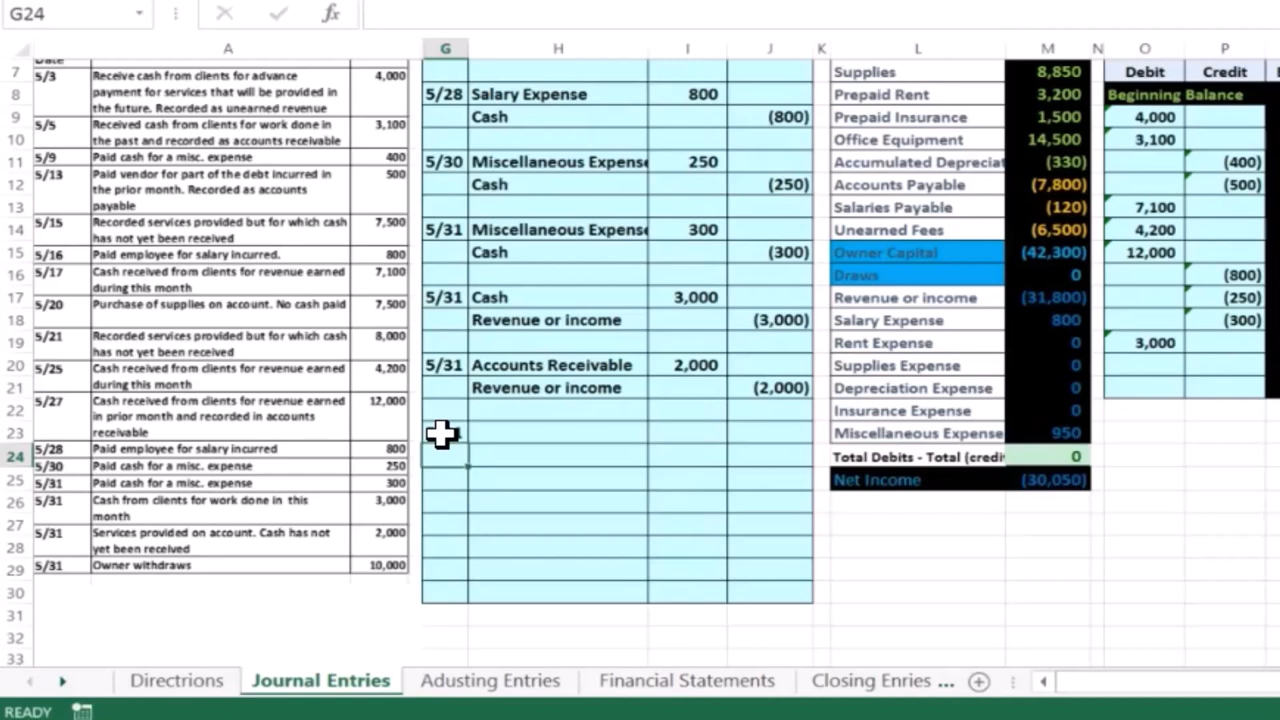 G24 fx
A G H I J K L M N O P
Date
7 8 9 10 11 12 13 14 15 16 17 18 19 20 21 22 23 24 25 26 27 28 29 30 31 32 33
5/3 Receive cash from clients for advance 4,000
payment for services that will be provided in
the future. Recorded as unearned revenue
5/5 Received cash from clients for work done in 3,100
the past and recorded as accounts receivable
5/9 Paid cash for a misc. expense 400
5/13 Paid vendor for part of the debt incurred in 500
the prior month. Recorded as accounts
payable
5/15 Recorded services provided but for which cash 7,500
has not yet been received
5/16 Paid employee for salary incurred. 800
5/17 Cash received from clients for revenue earned 7,100
during this month
5/20 Purchase of supplies on account. No cash paid 7,500
5/21 Recorded services provided but for which cash 8,000
has not yet been received
5/25 Cash received from clients for revenue earned 4,200
during this month
5/27 Cash received from clients for revenue earned 12,000
in prior month and recorded in accounts
receivable
5/28 Paid employee for salary incurred 800
5/30 Paid cash for a misc. expense 250
5/31 Paid cash for a misc. expense 300
5/31 Cash from clients for work done in this 3,000
month
5/31 Services provided on account. Cash has not 2,000
yet been received
5/31 Owner withdraws 10,000
5/28 Salary Expense 800
Cash (800)
5/30 Miscellaneous Expense 250
Cash (250)
5/31 Miscellaneous Expense 300
Cash (300)
5/31 Cash 3,000
Revenue or income (3,000)
5/31 Accounts Receivable 2,000
Revenue or income (2,000)
Supplies 8,850
Prepaid Rent 3,200
Prepaid Insurance 1,500
Office Equipment 14,500
Accumulated Depreciat (330)
Accounts Payable (7,800)
Salaries Payable (120)
Unearned Fees (6,500)
Owner Capital (42,300)
Draws 0
Revenue or income (31,800)
Salary Expense 800
Rent Expense 0
Supplies Expense 0
Depreciation Expense 0
Insurance Expense 0
Miscellaneous Expense 950
Total Debits - Total (credi 0
Net Income (30,050)
Debit Credit
Beginning Balance
4,000
3,100
(400)
(500)
7,100
4,200
12,000
(800)
(250)
(300)
3,000
Directrions Journal Entries Adusting Entries Financial Statements Closing Enries ...
READY